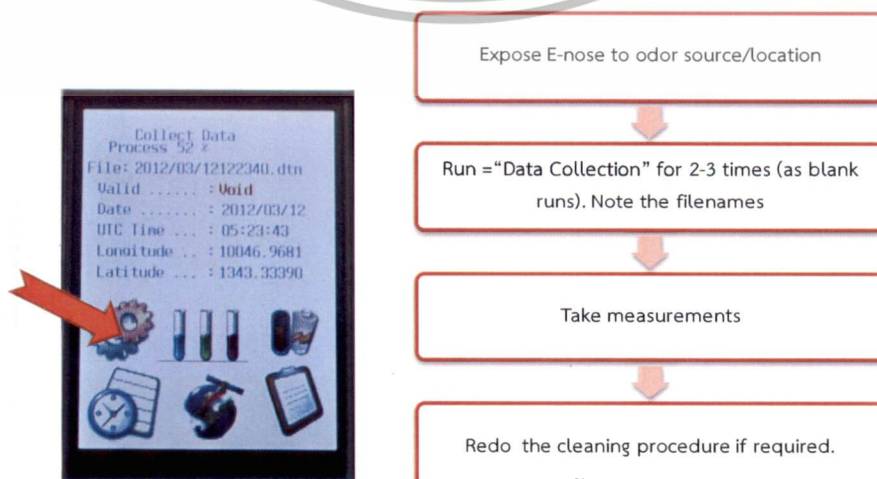 Collect Data
Process 52 %
File: 2012/03/12122340.dtn
Valid ...... : Void
Date ....... : 2012/03/12
UTC Time ... : 05:23:43
Longitude .. : 10046.9681
Latitude ... : 1343.33390
Expose E-nose to odor source/location
Run =“Data Collection” for 2-3 times (as blank
runs). Note the filenames
Take measurements
Redo the cleaning procedure if required.